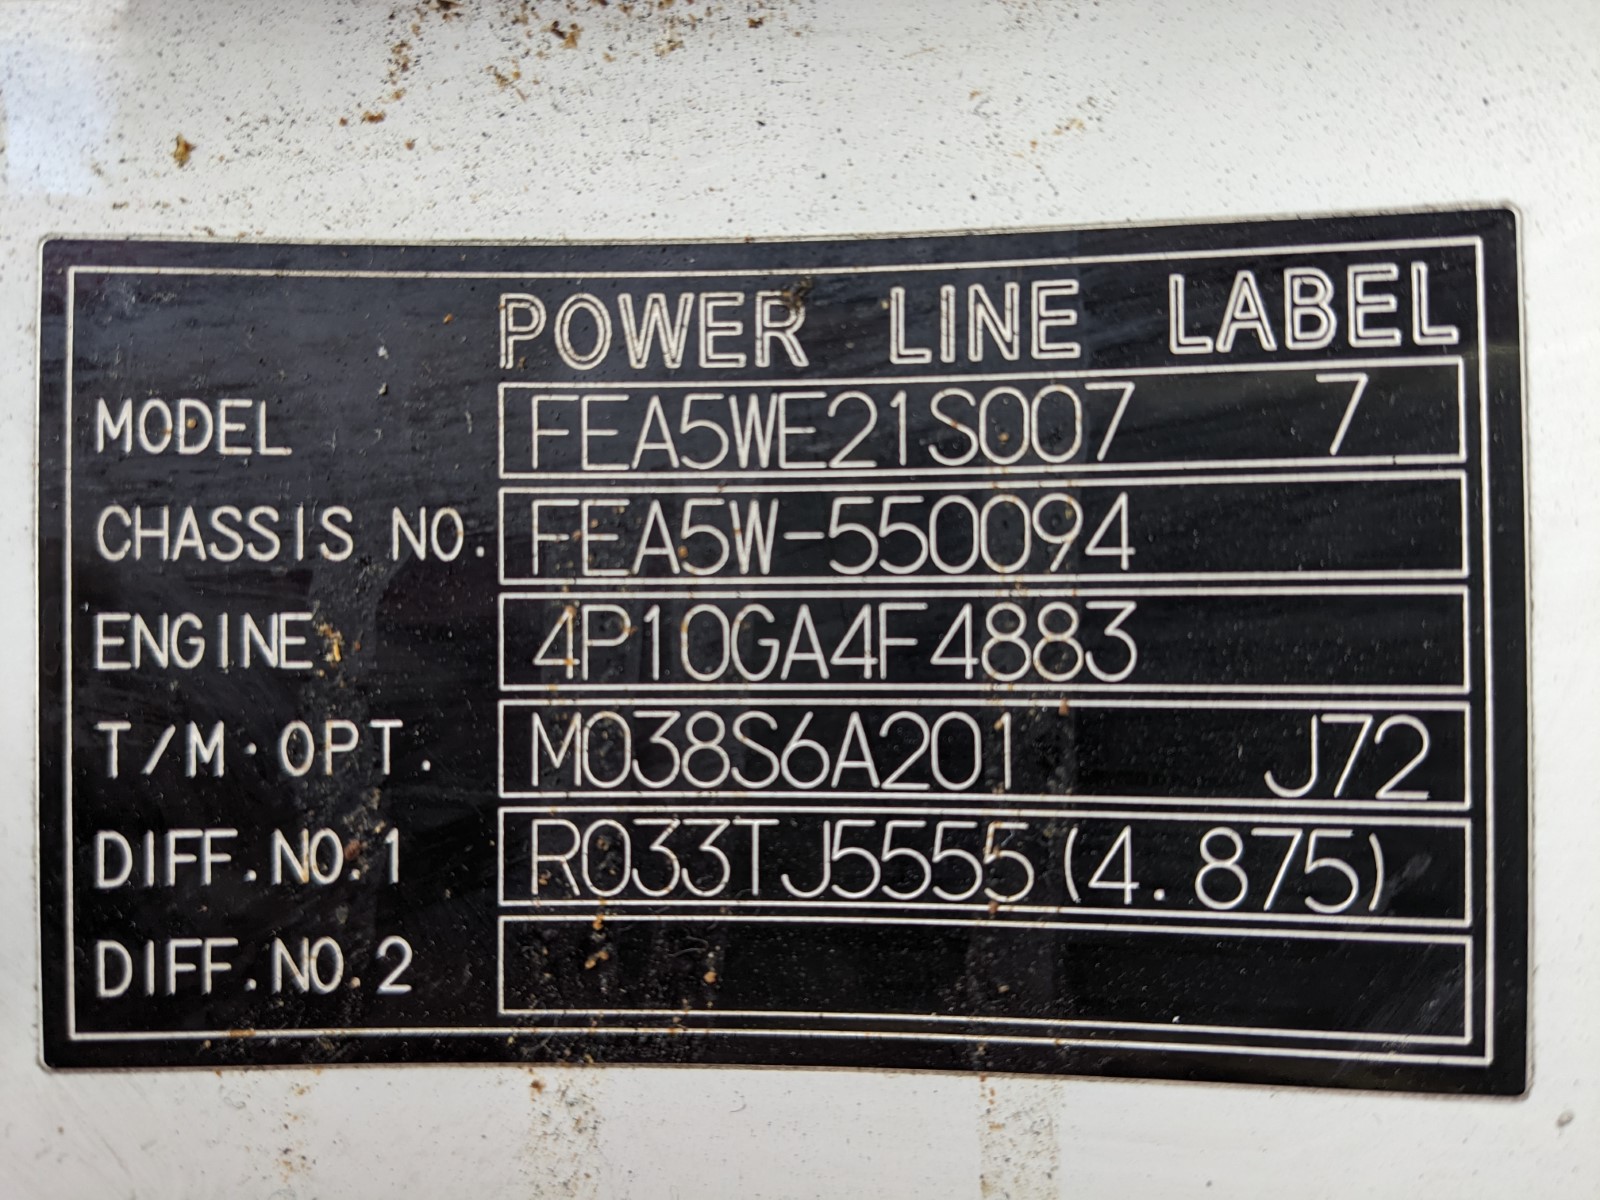 POWER LINE LABEL
MODEL FEA5WE21S007 7
CHASSIS NO. FEA5W-550094
ENGINE 4P10GA4F4883
T/M·OPT. M038S6A201 J72
DIFF.NO.1 R033TJ5555(4.875)
DIFF.NO.2